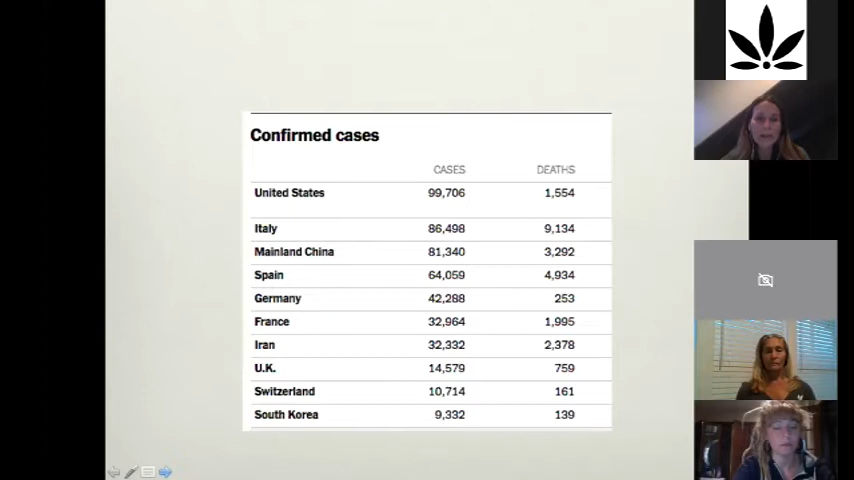 Confirmed cases
CASES DEATHS
United States 99,706 1,554
Italy 86,498 9,134
Mainland China 81,340 3,292
Spain 64,059 4,934
Germany 42,288 253
France 32,964 1,995
Iran 32,332 2,378
U.K. 14,579 759
Switzerland 10,714 161
South Korea 9,332 139